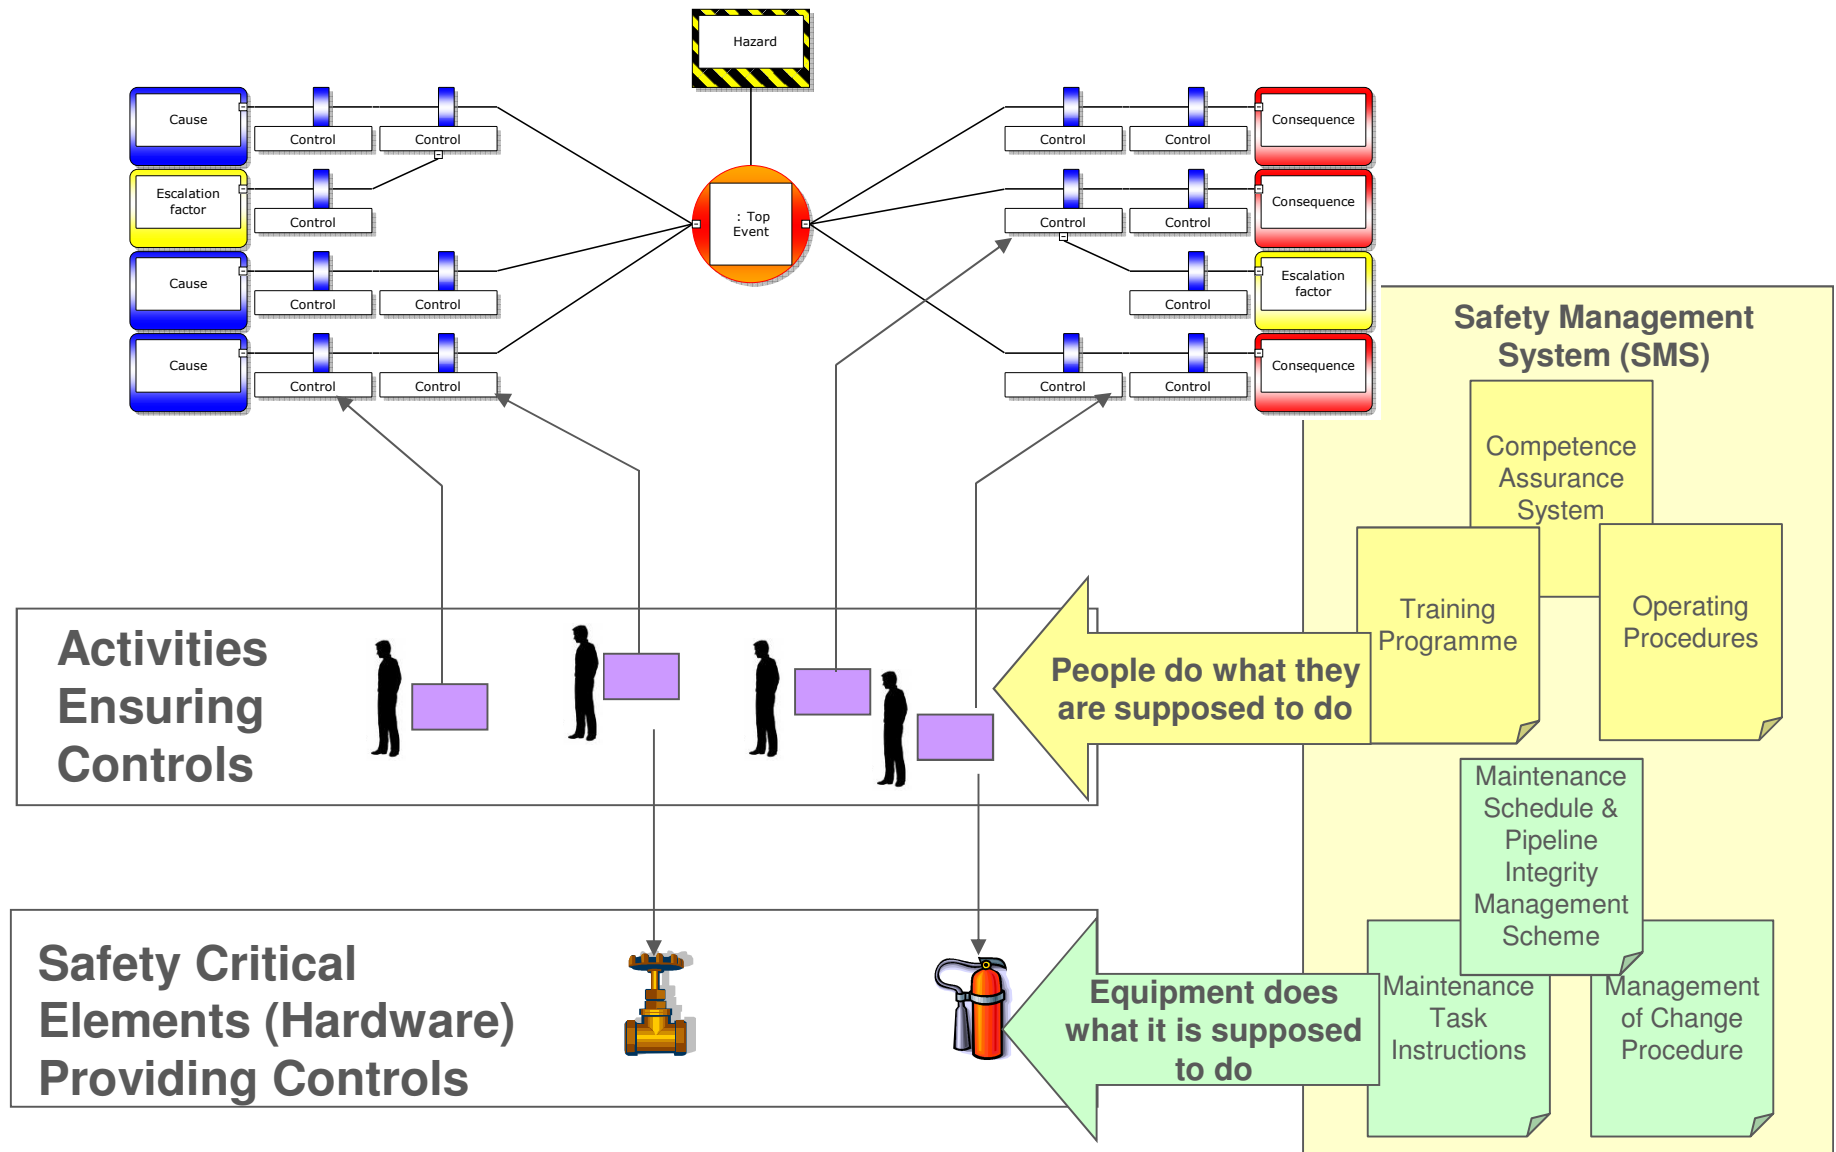 Hazard
Cause
Control
Control
Control
Control
Consequence
Escalation
factor
Control
: Top
Event
Control
Control
Consequence
Cause
Control
Control
Control
Escalation
factor
Cause
Control
Control
Control
Control
Consequence
Safety Management
System (SMS)
Competence
Assurance
System
Training
Programme
Operating
Procedures
Activities
Ensuring
Controls
People do what they
are supposed to do
Maintenance
Schedule &
Pipeline
Integrity
Management
Scheme
Maintenance
Task
Instructions
Management
of Change
Procedure
Safety Critical
Elements (Hardware)
Providing Controls
Equipment does
what it is supposed
to do